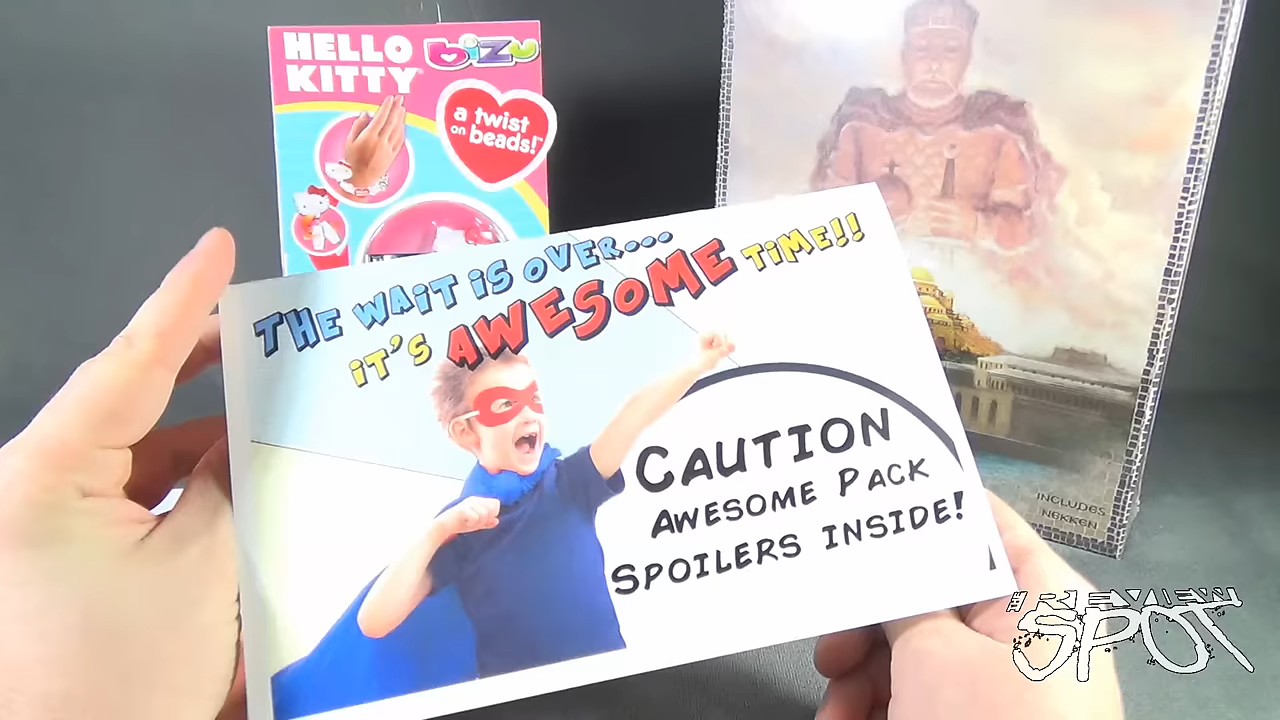 HELLO
KITTY
bizu
a twist
on beads!
THE WAIT IS OVER...
IT'S AWESOME TIME!!
CAUTION
AWESOME PACK
SPOILERS INSIDE!
INCLUDES
NEKKEN
THE REVIEW
SPOT